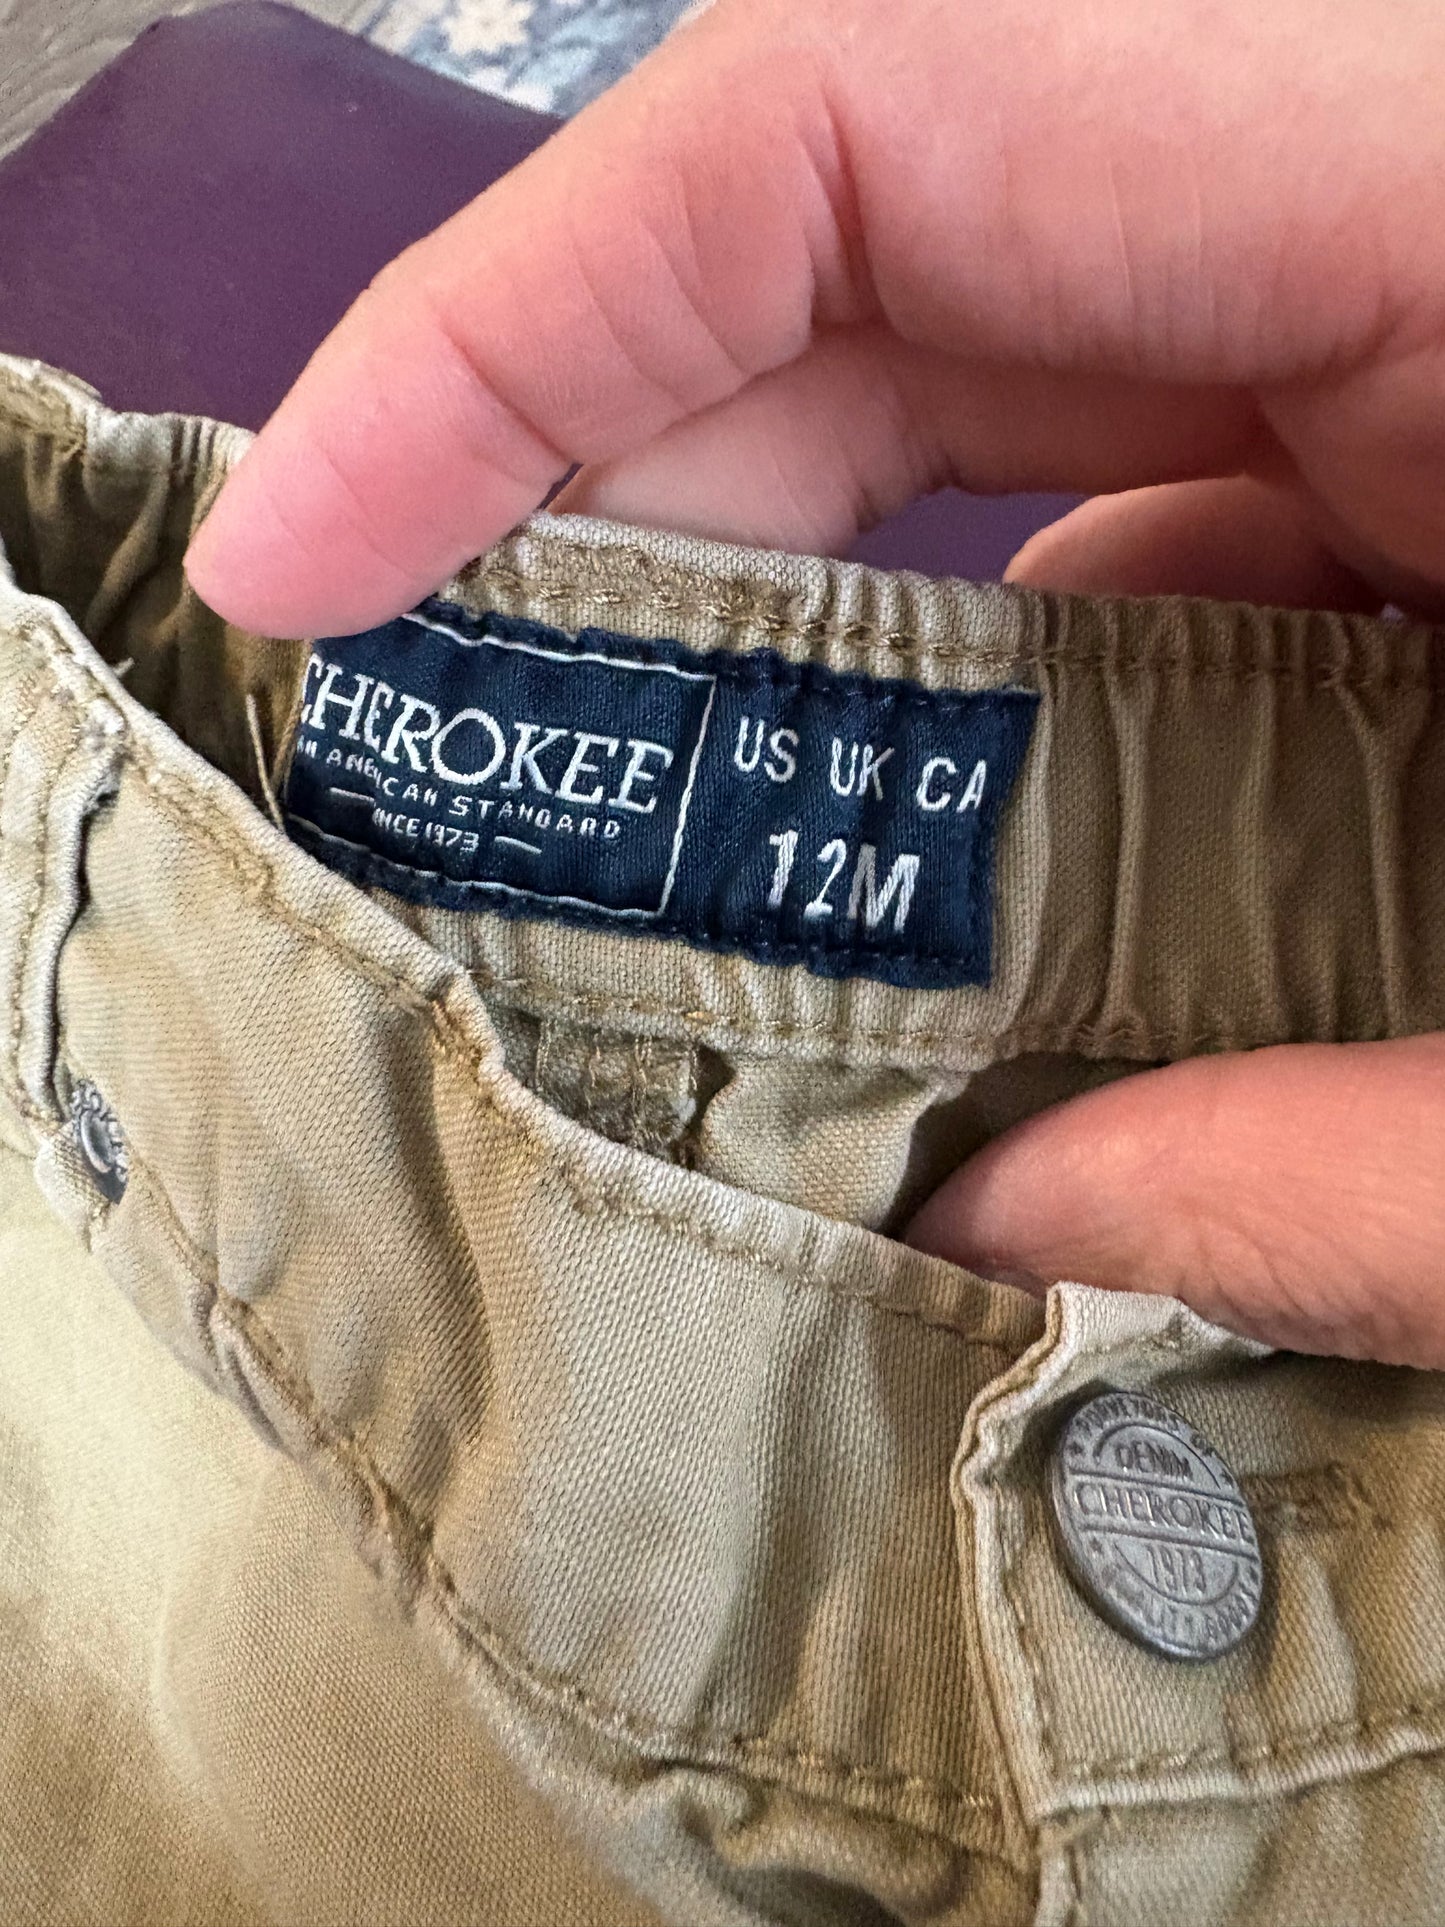 CHEROKEE
AN AMERICAN STANDARD
SINCE 1973
US UK CA
12M
DENIM
CHEROKEE
1973